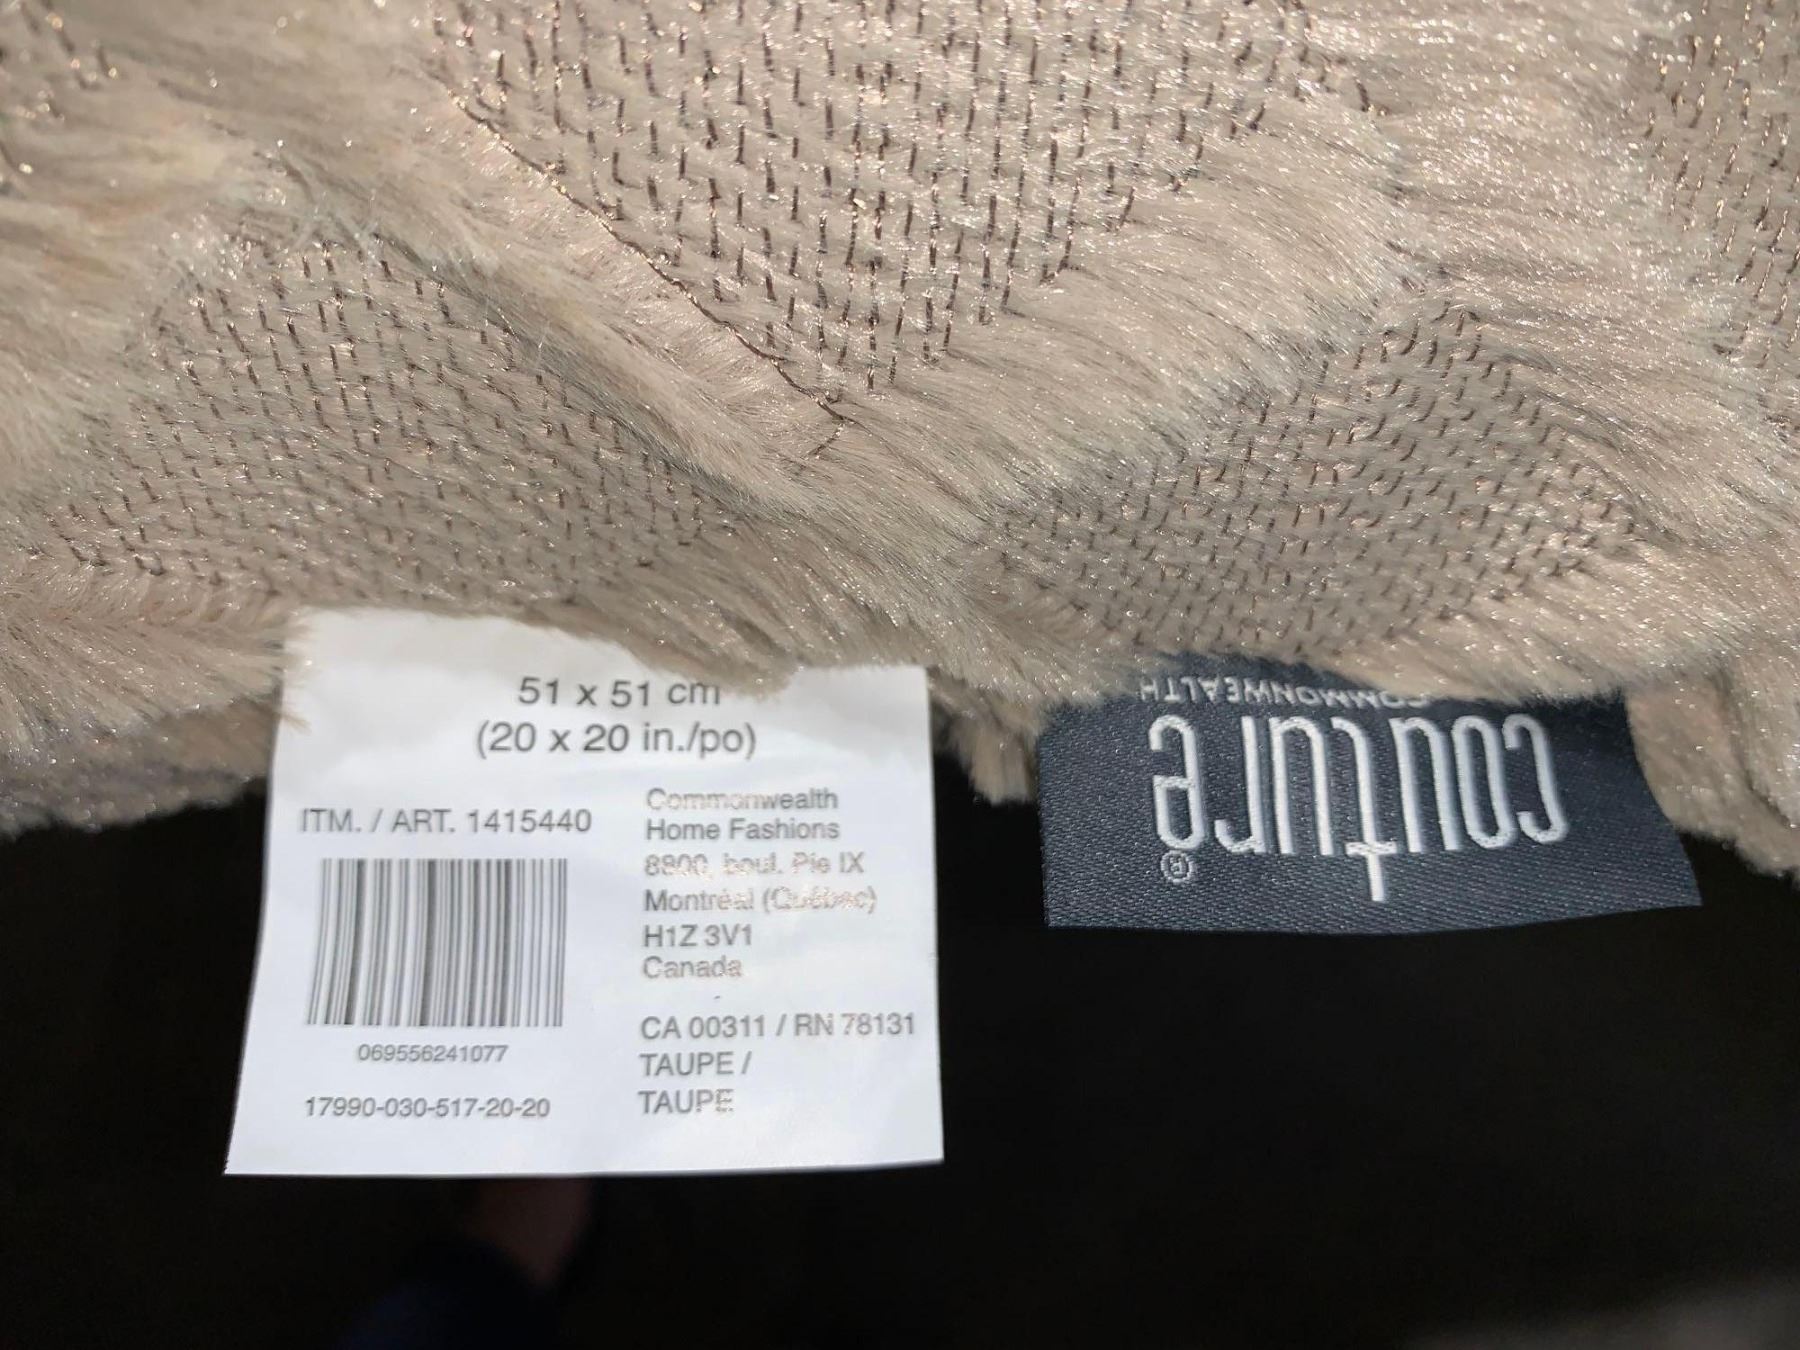 51 x 51 cm
(20 x 20 in./po)
ITM. / ART. 1415440
069556241077
17990-030-517-20-20
Commonwealth
Home Fashions
8800, boul. Pie IX
Montréal (Québec)
H1Z 3V1
Canada
CA 00311 / RN 78131
TAUPE /
TAUPE
couture®
COMMONWEALTH